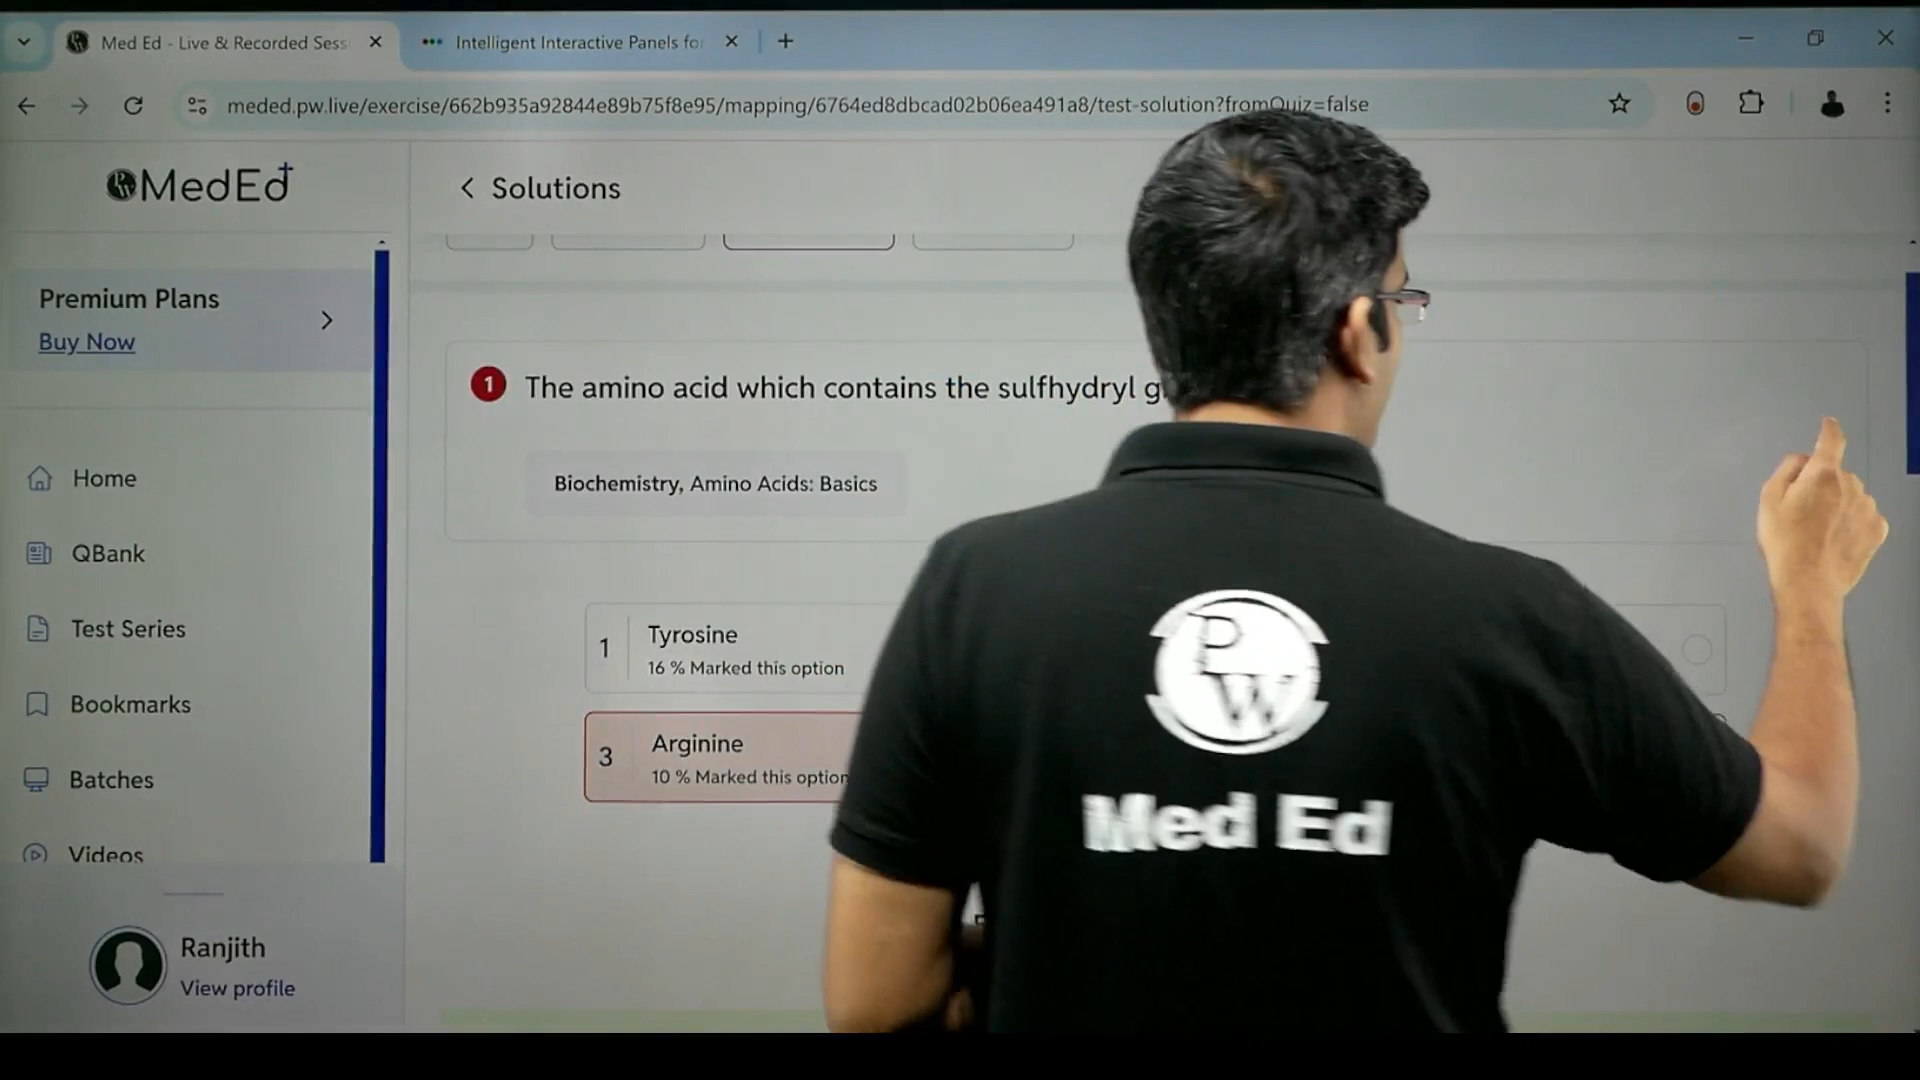 Med Ed - Live & Recorded Sess
Intelligent Interactive Panels fo
meded.pw.live/exercise/662b935a92844e89b75f8e95/mapping/6764ed8dbcad02b06ea491a8/test-solution?fromQuiz=false
PW MedEd
Solutions
Premium Plans
Buy Now
1 The amino acid which contains the sulfhydryl g
Biochemistry, Amino Acids: Basics
Home
QBank
Test Series
Bookmarks
Batches
Videos
1 Tyrosine
16 % Marked this option
3 Arginine
10 % Marked this option
PW
Med Ed
Ranjith
View profile